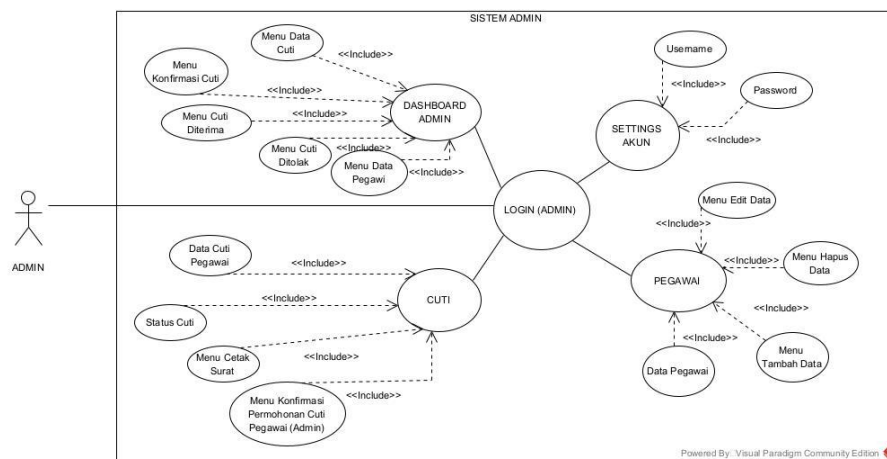 SISTEM ADMIN
Menu Data
Cuti
<<Include>>
Menu
Konfirmasi Cuti
<<Include>>
Menu Cuti
Diterima
<<Include>>
Menu Cuti
Ditolak
<<Include>>
Menu Data
Pegawi
<<Include>>
DASHBOARD
ADMIN
Username
<<Include>>
Password
<<Include>>
SETTINGS
AKUN
LOGIN (ADMIN)
ADMIN
Data Cuti
Pegawai
<<Include>>
Status Cuti
<<Include>>
Menu Cetak
Surat
<<Include>>
Menu Konfirmasi
Permohonan Cuti
Pegawai (Admin)
<<Include>>
CUTI
Menu Edit Data
<<Include>>
Menu Hapus
Data
<<Include>>
PEGAWAI
<<Include>>
Menu
Tambah Data
<<Include>>
Data Pegawai
Powered By: Visual Paradigm Community Edition